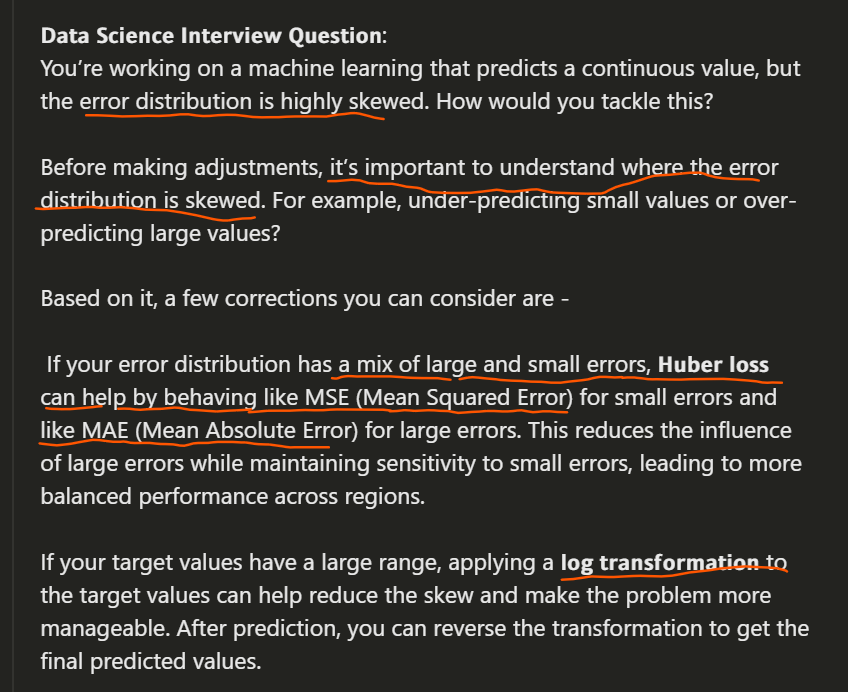 Data Science Interview Question:
You’re working on a machine learning that predicts a continuous value, but
the error distribution is highly skewed. How would you tackle this?
Before making adjustments, it’s important to understand where the error
distribution is skewed. For example, under-predicting small values or over-
predicting large values?
Based on it, a few corrections you can consider are -
If your error distribution has a mix of large and small errors, Huber loss
can help by behaving like MSE (Mean Squared Error) for small errors and
like MAE (Mean Absolute Error) for large errors. This reduces the influence
of large errors while maintaining sensitivity to small errors, leading to more
balanced performance across regions.
If your target values have a large range, applying a log transformation to
the target values can help reduce the skew and make the problem more
manageable. After prediction, you can reverse the transformation to get the
final predicted values.